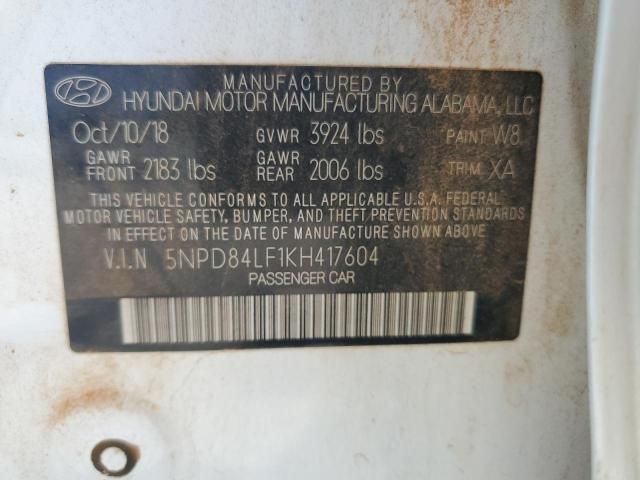 MANUFACTURED BY
HYUNDAI MOTOR MANUFACTURING ALABAMA, LLC
Oct/10/18 GVWR 3924 lbs PAINT W8
GAWR FRONT 2183 lbs GAWR REAR 2006 lbs TRIM XA
THIS VEHICLE CONFORMS TO ALL APPLICABLE U.S.A. FEDERAL
MOTOR VEHICLE SAFETY, BUMPER, AND THEFT PREVENTION STANDARDS
IN EFFECT ON THE DATE OF MANUFACTURE SHOWN ABOVE.
V.I.N 5NPD84LF1KH417604
PASSENGER CAR